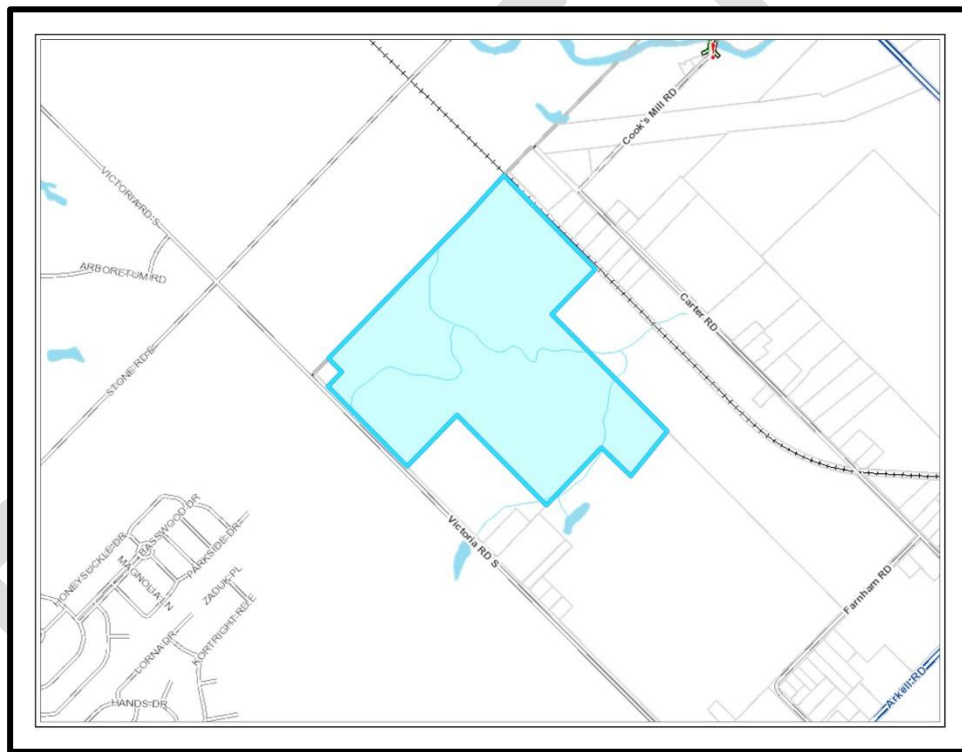 Cook's Mill RD
VICTORIA RD S
ARBORETUM RD
STONE RD E
Carter RD
HONEYSUCKLE DR
BASSWOOD DR
PARKSIDE DR
MAGNOLIA LN
ZADUK PL
KORTRIGHT RD E
LORNA DR
HANDS DR
Victoria RD S
Farnham RD
Arkell RD